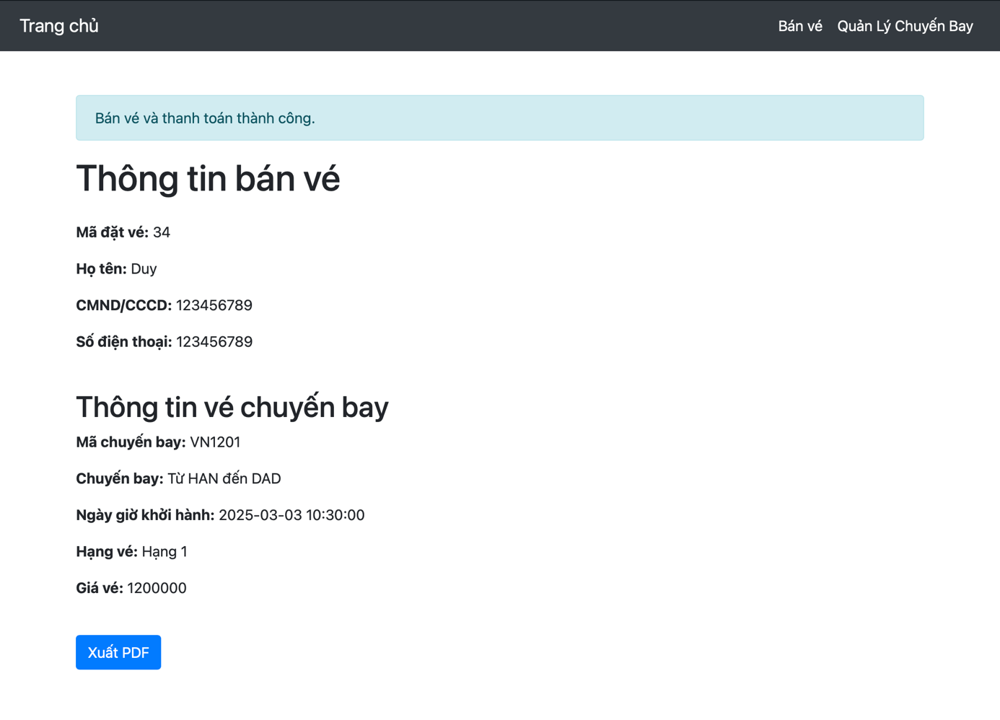 Trang chủ
Bán vé Quản Lý Chuyến Bay
Bán vé và thanh toán thành công.
Thông tin bán vé
Mã đặt vé: 34
Họ tên: Duy
CMND/CCCD: 123456789
Số điện thoại: 123456789
Thông tin vé chuyến bay
Mã chuyến bay: VN1201
Chuyến bay: Từ HAN đến DAD
Ngày giờ khởi hành: 2025-03-03 10:30:00
Hạng vé: Hạng 1
Giá vé: 1200000
Xuất PDF